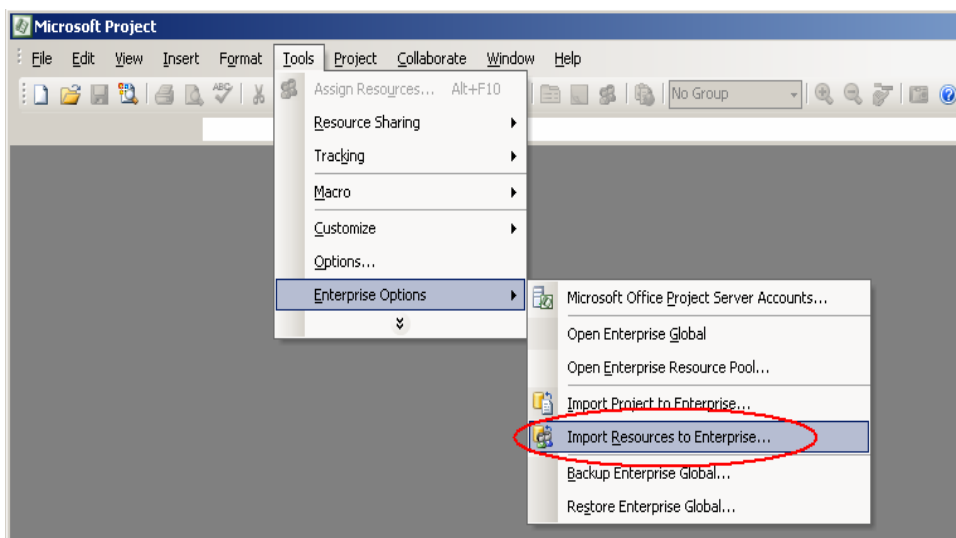 Microsoft Project
File Edit View Insert Format Tools Project Collaborate Window Help
ABC No Group
Assign Resources... Alt+F10
Resource Sharing
Tracking
Macro
Customize
Options...
Enterprise Options
Microsoft Office Project Server Accounts...
Open Enterprise Global
Open Enterprise Resource Pool...
Import Project to Enterprise...
Import Resources to Enterprise...
Backup Enterprise Global...
Restore Enterprise Global...